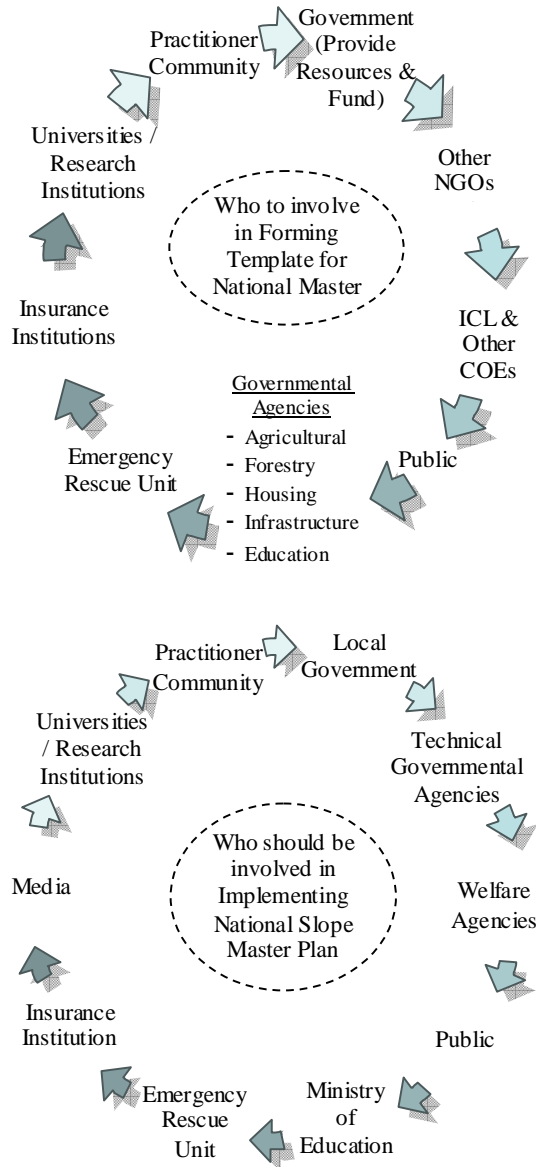 Practitioner
Community
Government
(Provide
Resources &
Fund)
Other
NGOs
ICL &
Other
COEs
Public
Governmental
Agencies
- Agricultural
- Forestry
- Housing
- Infrastructure
- Education
Emergency
Rescue Unit
Insurance
Institutions
Universities /
Research
Institutions
Who to involve
in Forming
Template for
National Master
Practitioner
Community
Local
Government
Technical
Governmental
Agencies
Welfare
Agencies
Public
Ministry
of
Education
Emergency
Rescue
Unit
Insurance
Institution
Media
Universities
/ Research
Institutions
Who should be
involved in
Implementing
National Slope
Master Plan